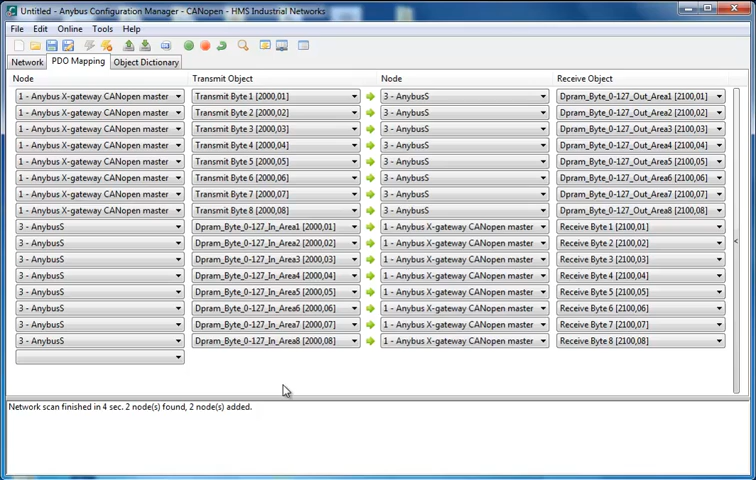 Untitled - Anybus Configuration Manager - CANopen - HMS Industrial Networks
File Edit Online Tools Help
Network PDO Mapping Object Dictionary
Node Transmit Object Node Receive Object
1 - Anybus X-gateway CANopen master Transmit Byte 1 [2000,01] 3 - AnybusS Dpram_Byte_0-127_Out_Area1 [2100,01]
1 - Anybus X-gateway CANopen master Transmit Byte 2 [2000,02] 3 - AnybusS Dpram_Byte_0-127_Out_Area2 [2100,02]
1 - Anybus X-gateway CANopen master Transmit Byte 3 [2000,03] 3 - AnybusS Dpram_Byte_0-127_Out_Area3 [2100,03]
1 - Anybus X-gateway CANopen master Transmit Byte 4 [2000,04] 3 - AnybusS Dpram_Byte_0-127_Out_Area4 [2100,04]
1 - Anybus X-gateway CANopen master Transmit Byte 5 [2000,05] 3 - AnybusS Dpram_Byte_0-127_Out_Area5 [2100,05]
1 - Anybus X-gateway CANopen master Transmit Byte 6 [2000,06] 3 - AnybusS Dpram_Byte_0-127_Out_Area6 [2100,06]
1 - Anybus X-gateway CANopen master Transmit Byte 7 [2000,07] 3 - AnybusS Dpram_Byte_0-127_Out_Area7 [2100,07]
1 - Anybus X-gateway CANopen master Transmit Byte 8 [2000,08] 3 - AnybusS Dpram_Byte_0-127_Out_Area8 [2100,08]
3 - AnybusS Dpram_Byte_0-127_In_Area1 [2000,01] 1 - Anybus X-gateway CANopen master Receive Byte 1 [2100,01]
3 - AnybusS Dpram_Byte_0-127_In_Area2 [2000,02] 1 - Anybus X-gateway CANopen master Receive Byte 2 [2100,02]
3 - AnybusS Dpram_Byte_0-127_In_Area3 [2000,03] 1 - Anybus X-gateway CANopen master Receive Byte 3 [2100,03]
3 - AnybusS Dpram_Byte_0-127_In_Area4 [2000,04] 1 - Anybus X-gateway CANopen master Receive Byte 4 [2100,04]
3 - AnybusS Dpram_Byte_0-127_In_Area5 [2000,05] 1 - Anybus X-gateway CANopen master Receive Byte 5 [2100,05]
3 - AnybusS Dpram_Byte_0-127_In_Area6 [2000,06] 1 - Anybus X-gateway CANopen master Receive Byte 6 [2100,06]
3 - AnybusS Dpram_Byte_0-127_In_Area7 [2000,07] 1 - Anybus X-gateway CANopen master Receive Byte 7 [2100,07]
3 - AnybusS Dpram_Byte_0-127_In_Area8 [2000,08] 1 - Anybus X-gateway CANopen master Receive Byte 8 [2100,08]
Network scan finished in 4 sec. 2 node(s) found, 2 node(s) added.